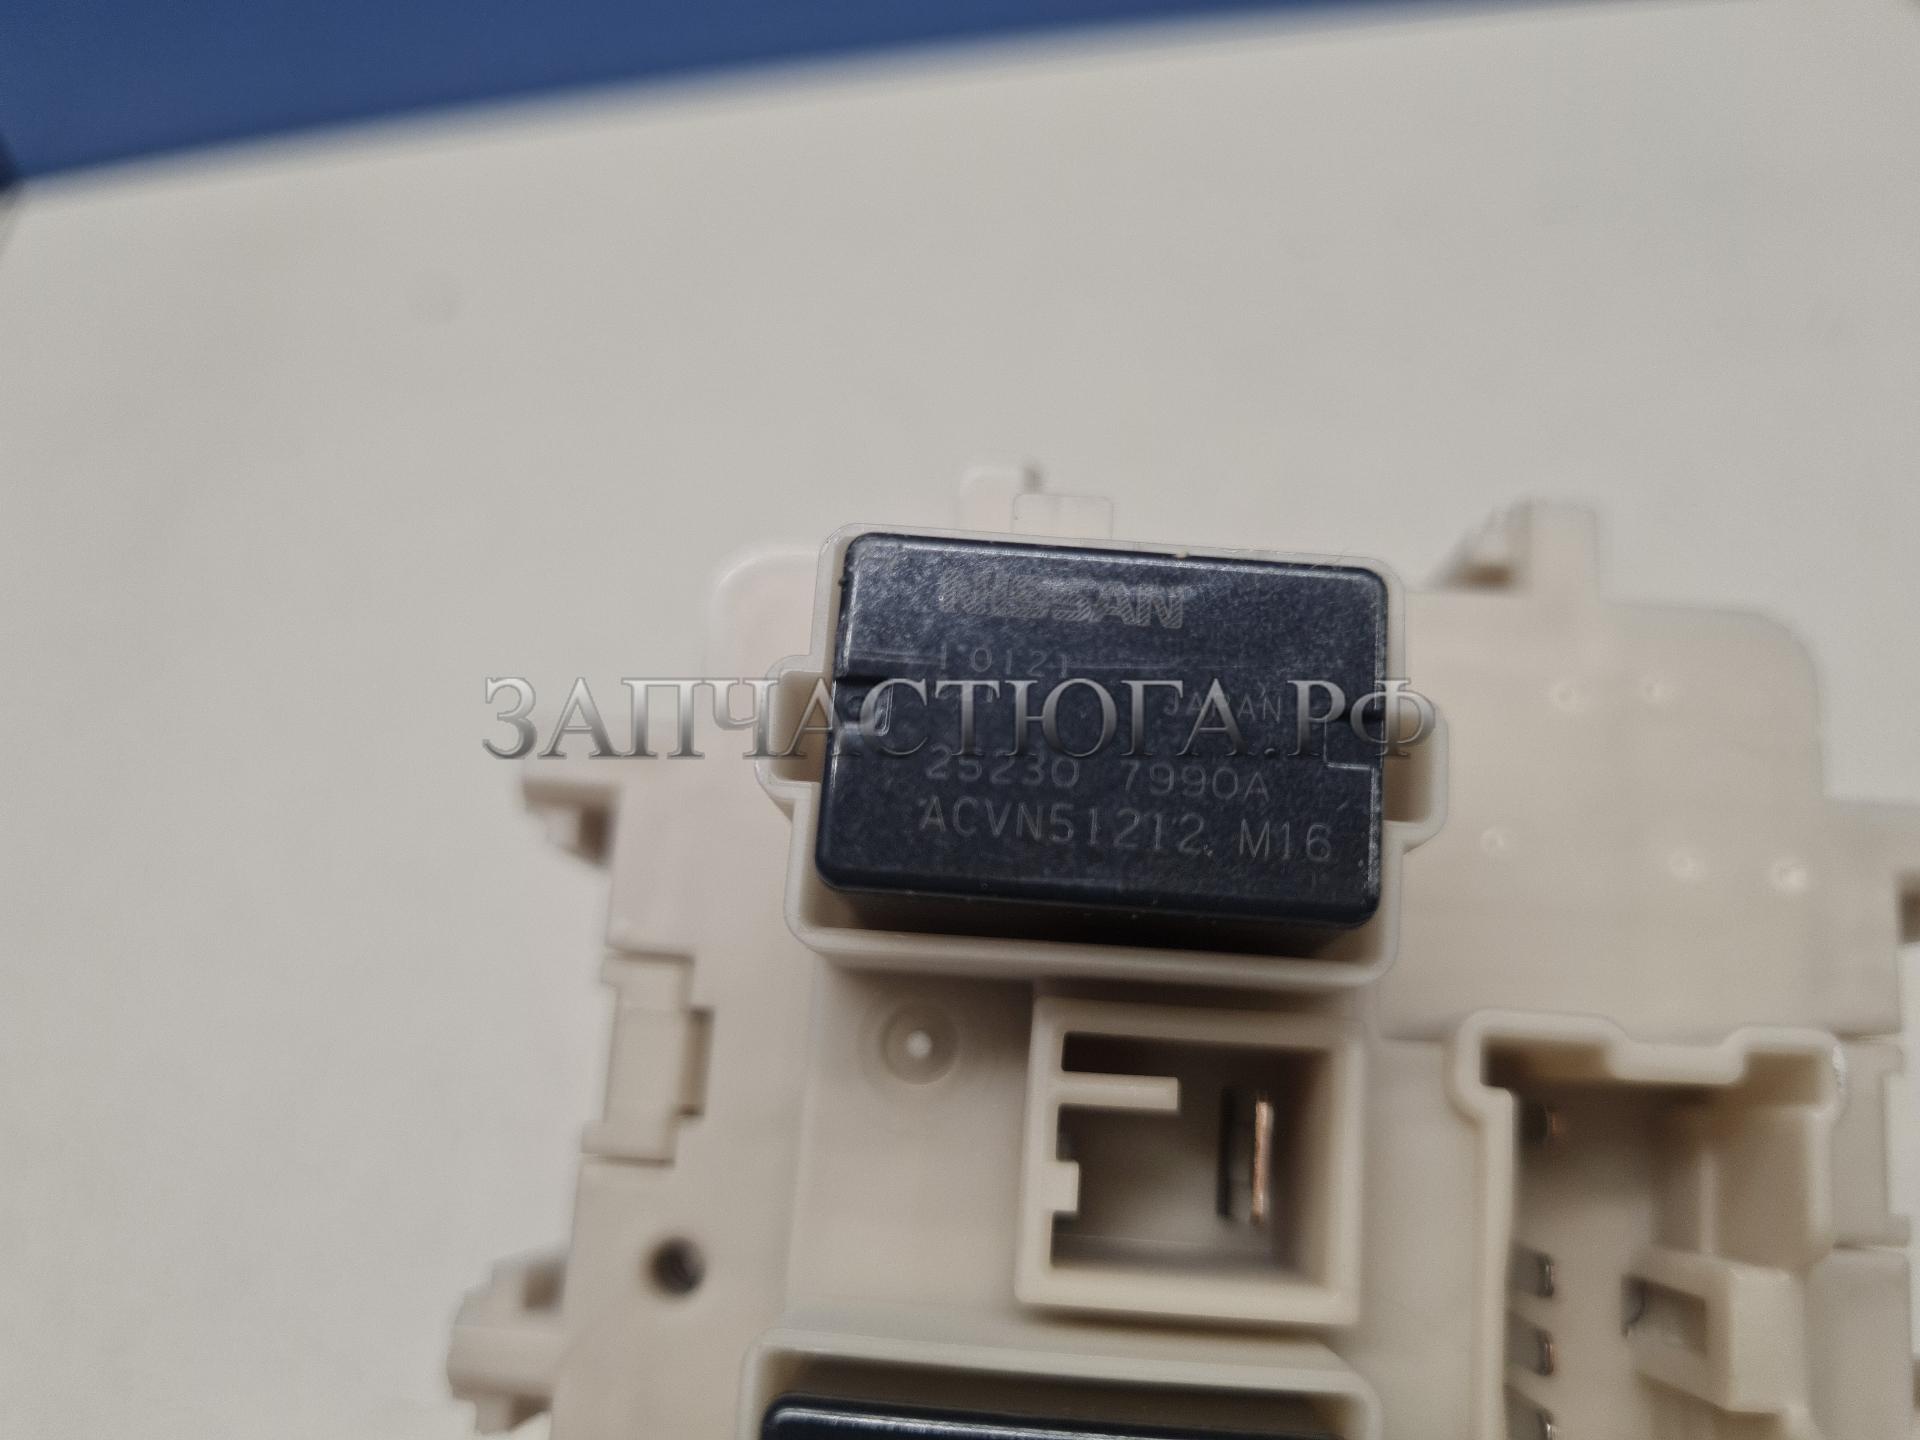 NISSAN
10121
JAPAN
ЗАПЧАСТЮГА.РФ
25230 7990A
ACVN51212 M16